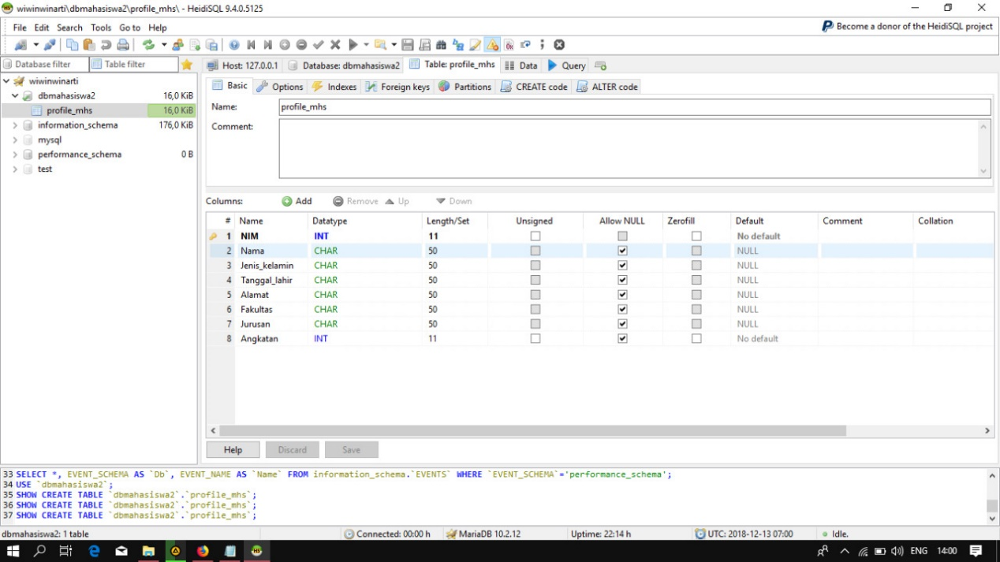 wiwinwinarti\dbmahasiswa2\profile_mhs\ - HeidiSQL 9.4.0.5125
File Edit Search Tools Go to Help
Become a donor of the HeidiSQL project
Database filter Table filter
Host: 127.0.0.1 Database: dbmahasiswa2 Table: profile_mhs Data Query
wiwinwinarti
dbmahasiswa2 16,0 KiB
profile_mhs 16,0 KiB
information_schema 176,0 KiB
mysql
performance_schema 0 B
test
Basic Options Indexes Foreign keys Partitions CREATE code ALTER code
Name: profile_mhs
Comment:
Columns: Add Remove Up Down
# Name Datatype Length/Set Unsigned Allow NULL Zerofill Default Comment Collation
1 NIM INT 11 No default
2 Nama CHAR 50 NULL
3 Jenis_kelamin CHAR 50 NULL
4 Tanggal_lahir CHAR 50 NULL
5 Alamat CHAR 50 NULL
6 Fakultas CHAR 50 NULL
7 Jurusan CHAR 50 NULL
8 Angkatan INT 11 No default
Help Discard Save
33 SELECT *, EVENT_SCHEMA AS `Db`, EVENT_NAME AS `Name` FROM information_schema.`EVENTS` WHERE `EVENT_SCHEMA`='performance_schema';
34 USE `dbmahasiswa2`;
35 SHOW CREATE TABLE `dbmahasiswa2`.`profile_mhs`;
36 SHOW CREATE TABLE `dbmahasiswa2`.`profile_mhs`;
37 SHOW CREATE TABLE `dbmahasiswa2`.`profile_mhs`;
dbmahasiswa2: 1 table Connected: 00:00 h MariaDB 10.2.12 Uptime: 22:14 h UTC: 2018-12-13 07:00 Idle.
ENG 14:00